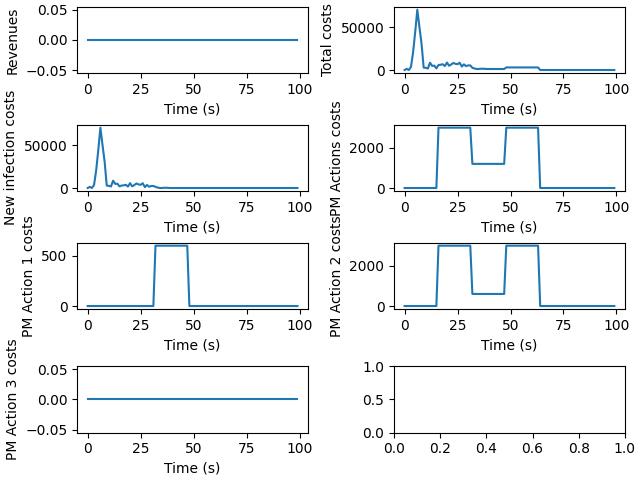 Revenues
0.05
0.00
−0.05
0 25 50 75 100
Time (s)
Total costs
50000
0
0 25 50 75 100
Time (s)
New infection costs
50000
0
0 25 50 75 100
Time (s)
PM Actions costs
2000
0
0 25 50 75 100
Time (s)
PM Action 1 costs
500
0
0 25 50 75 100
Time (s)
PM Action 2 costs
2000
0
0 25 50 75 100
Time (s)
PM Action 3 costs
0.05
0.00
−0.05
0 25 50 75 100
Time (s)
1.0
0.5
0.0
0.0 0.2 0.4 0.6 0.8 1.0